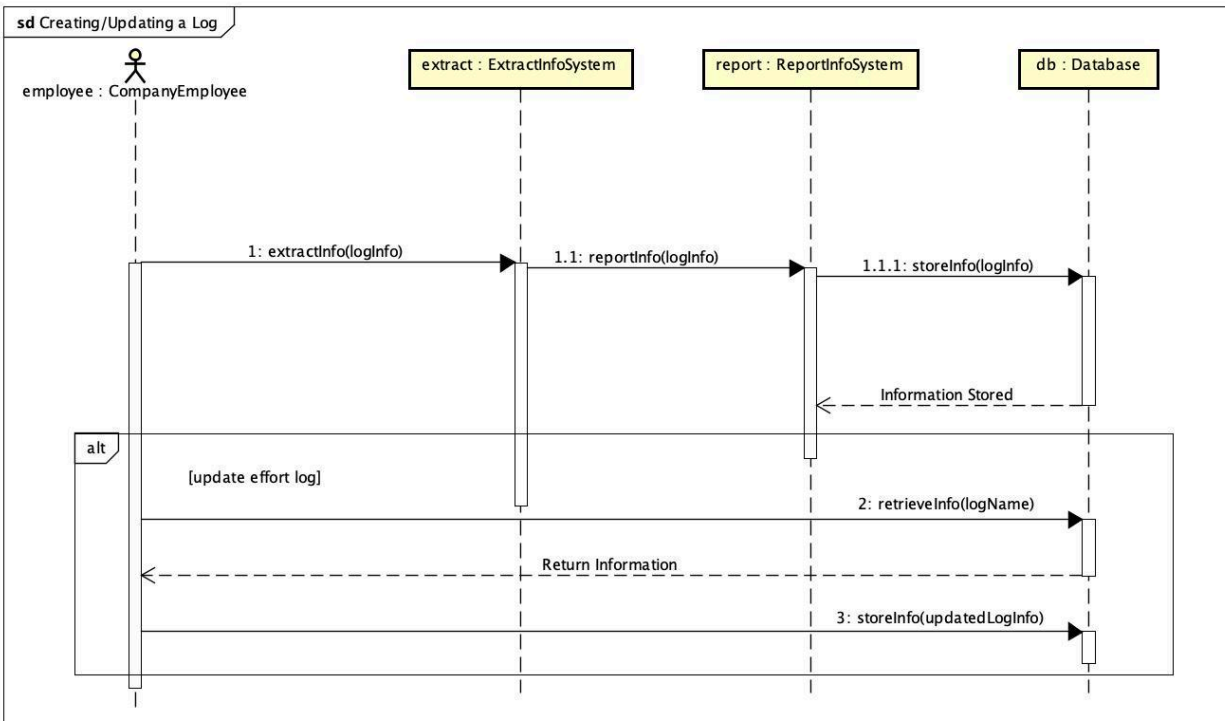 sd Creating/Updating a Log
employee : CompanyEmployee
extract : ExtractInfoSystem
report : ReportInfoSystem
db : Database
1: extractInfo(logInfo)
1.1: reportInfo(logInfo)
1.1.1: storeInfo(logInfo)
Information Stored
alt
[update effort log]
2: retrieveInfo(logName)
Return Information
3: storeInfo(updatedLogInfo)